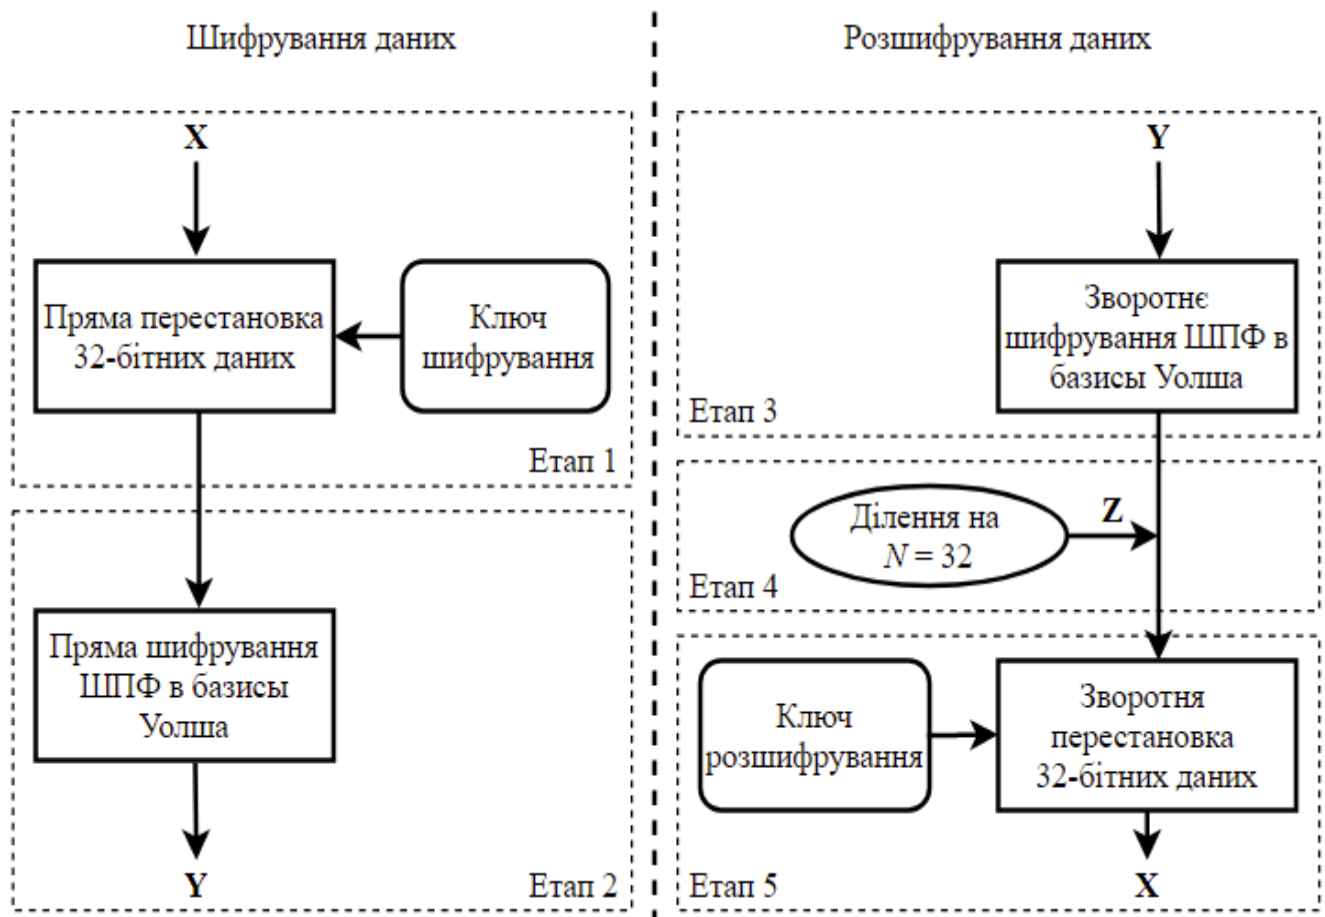 Шифрування даних
X
Пряма перестановка
32-бітних даних
Ключ
шифрування
Етап 1
Пряма шифрування
ШПФ в базисы
Уолша
Y
Етап 2
Розшифрування даних
Y
Зворотнє
шифрування ШПФ в
базисы Уолша
Етап 3
Ділення на
N = 32
Z
Етап 4
Ключ
розшифрування
Зворотня
перестановка
32-бітних даних
Етап 5
X